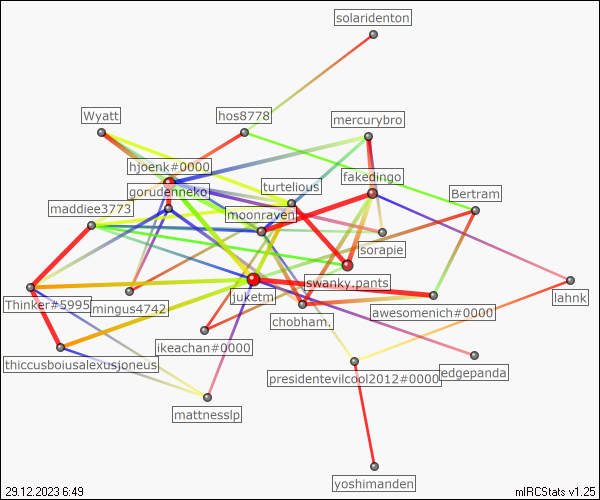 solaridenton
Wyatt
hos8778
mercurybro
hjoenk#0000
fakedingo
gorudenneko
turtelious
Bertram
maddiee3773
moonraven
sorapie
swanky.pants
Thinker#5995
mingus4742
juketm
lahnk
chobham.
awesomenich#0000
ikeachan#0000
thiccusboiusalexusjoneus
presidentevilcool2012#0000
edgepanda
mattnesslp
yoshimanden
29.12.2023 6:49
mIRCStats v1.25